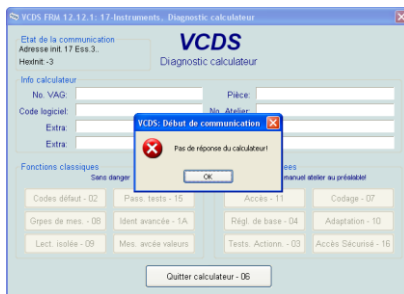 VCDS FRM 12.12.1: 17-Instruments, Diagnostic calculateur
Etat de la communication
Adresse init. 17 Ess.3..
HexInit. -3
VCDS
Diagnostic calculateur
Info calculateur
No. VAG:
Pièce:
Code logiciel:
No. Atelier:
Extra:
Extra:
VCDS: Début de communication
Pas de réponse du calculateur!
OK
Fonctions classiques
Sans danger
manuel atelier au préalable!
Codes défaut - 02
Pass. tests - 15
Accès - 11
Codage - 07
Grpes de mes. - 08
Ident avancée - 1A
Régl. de base - 04
Adaptation - 10
Lect. isolée - 09
Mes. avcée valeurs
Tests. Actionn. - 03
Accès Sécurisé - 16
Quitter calculateur - 06